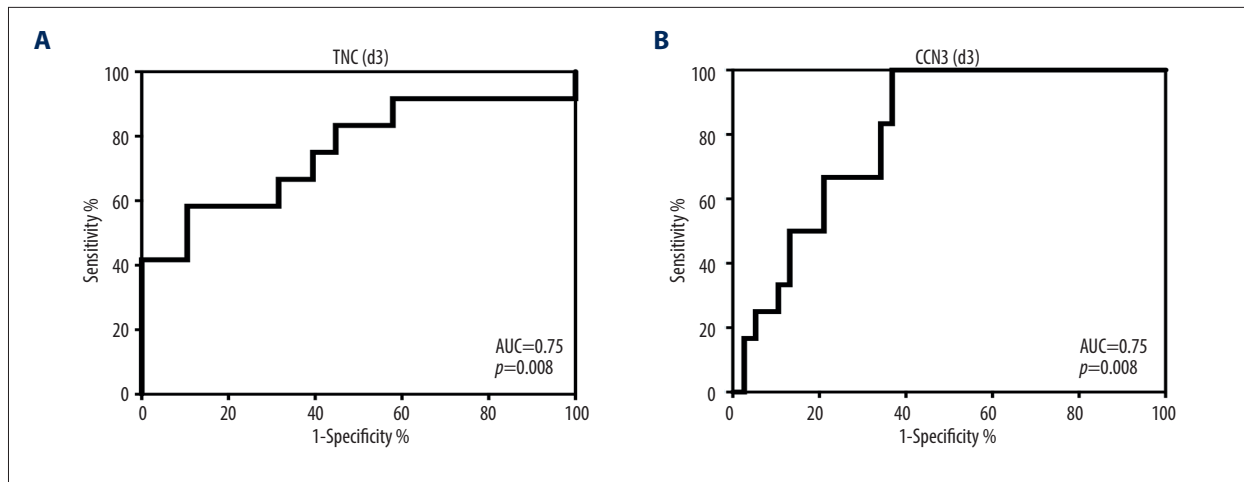 A
TNC (d3)
100
80
60
40
20
0
Sensitivity %
0 20 40 60 80 100
1-Specificity %
AUC=0.75
p=0.008
B
CCN3 (d3)
100
80
60
40
20
0
Sensitivity %
0 20 40 60 80 100
1-Specificity %
AUC=0.75
p=0.008